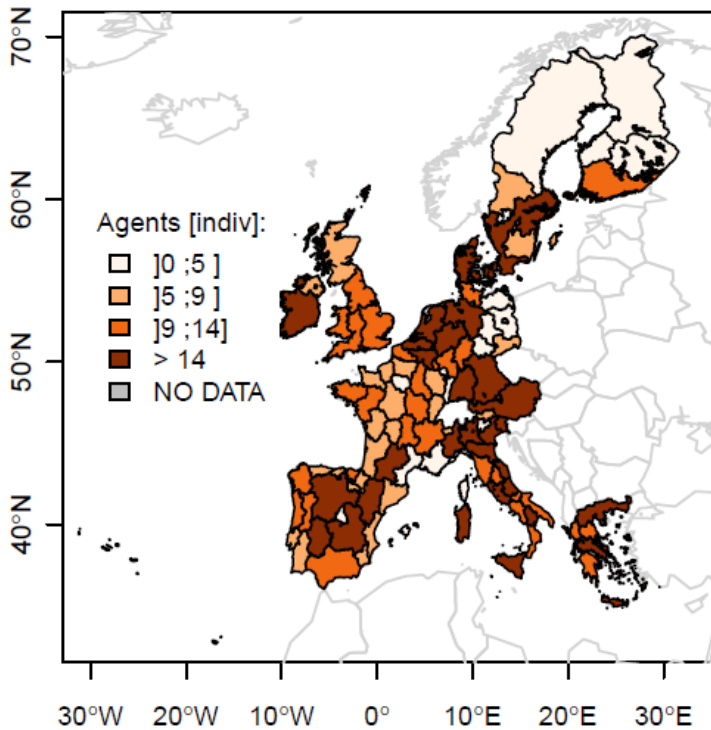 70°N
60°N
50°N
40°N
Agents [indiv]:
]0 ;5 ]
]5 ;9 ]
]9 ;14]
> 14
NO DATA
30°W 20°W 10°W 0° 10°E 20°E 30°E